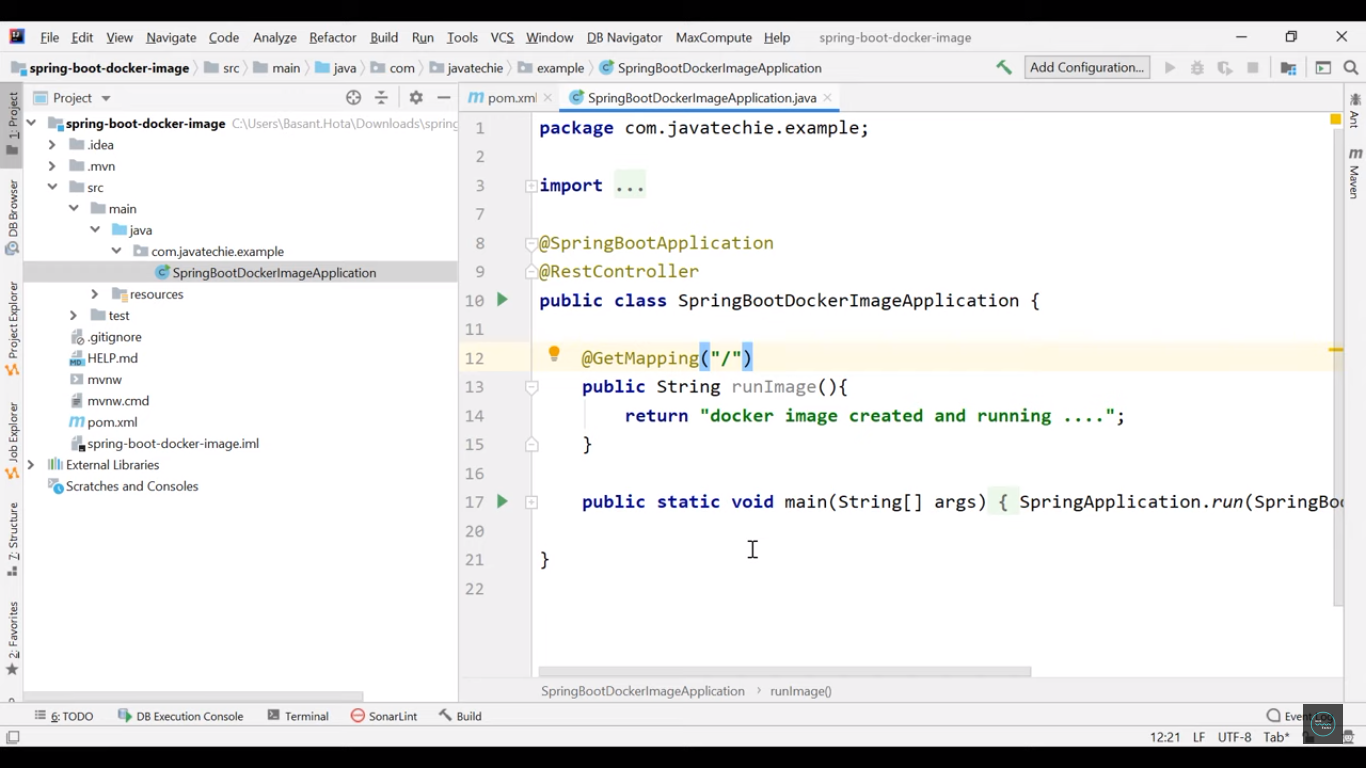 File Edit View Navigate Code Analyze Refactor Build Run Tools VCS Window DB Navigator MaxCompute Help spring-boot-docker-image
spring-boot-docker-image src main java com javatechie example SpringBootDockerImageApplication Add Configuration...
Project
pom.xml SpringBootDockerImageApplication.java
spring-boot-docker-image C:\Users\Basant.Hota\Downloads\spring
.idea
.mvn
src
main
java
com.javatechie.example
SpringBootDockerImageApplication
resources
test
.gitignore
HELP.md
mvnw
mvnw.cmd
pom.xml
spring-boot-docker-image.iml
External Libraries
Scratches and Consoles
1 package com.javatechie.example;
2
3 import ...
7
8 @SpringBootApplication
9 @RestController
10 public class SpringBootDockerImageApplication {
11
12 @GetMapping("/")
13 public String runImage(){
14 return "docker image created and running ....";
15 }
16
17 public static void main(String[] args) { SpringApplication.run(SpringBoo
20
21 }
22
SpringBootDockerImageApplication › runImage()
1: Project
DB Browser
Project Explorer
Job Explorer
7: Structure
2: Favorites
Ant
Maven
6: TODO DB Execution Console Terminal SonarLint Build Event Log
12:21 LF UTF-8 Tab*